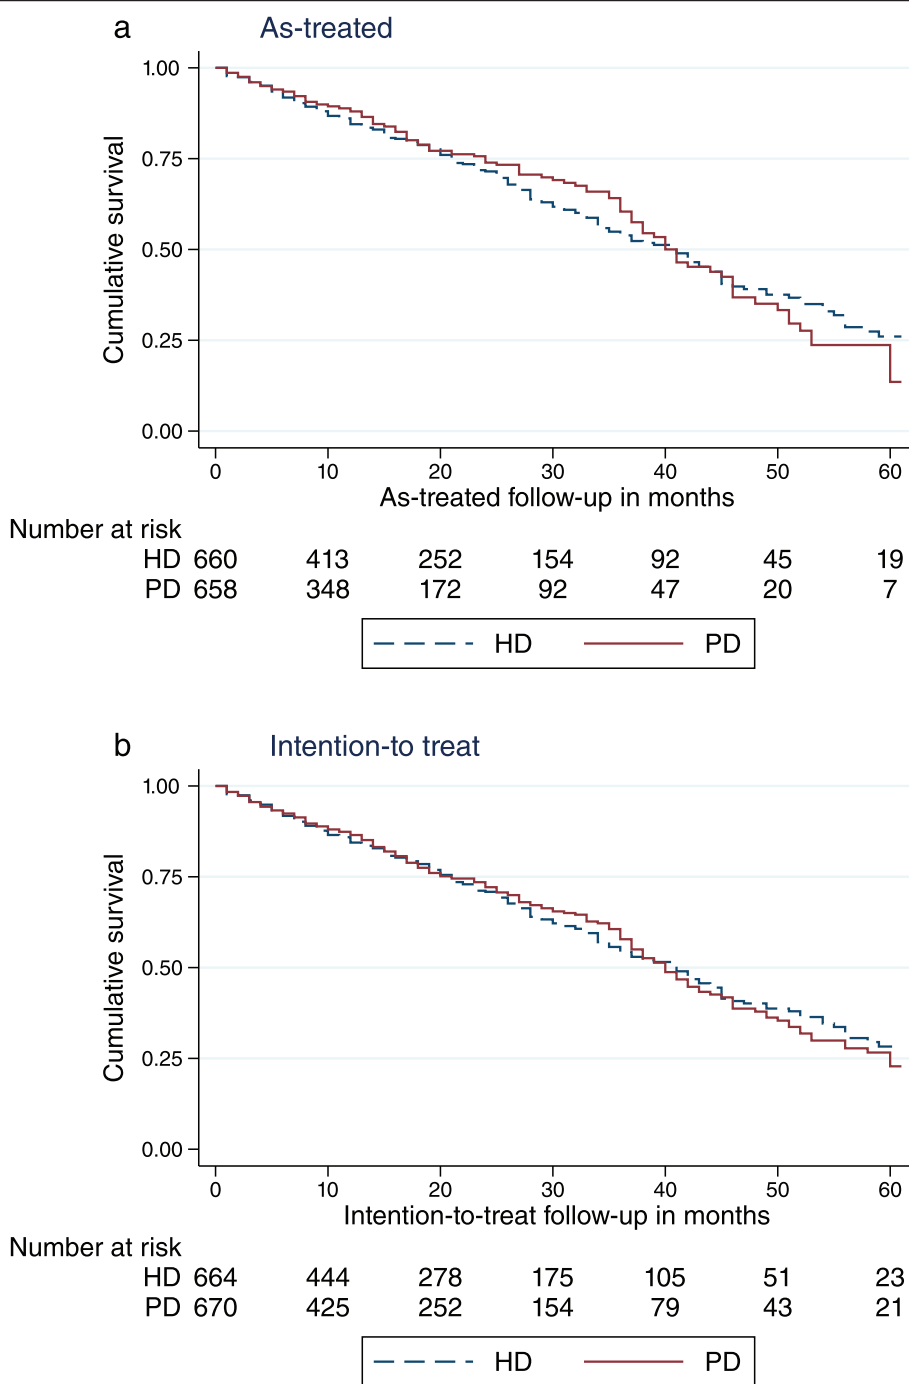 a As-treated
1.00
0.75
0.50
0.25
0.00
Cumulative survival
0 10 20 30 40 50 60
As-treated follow-up in months
Number at risk
HD 660 413 252 154 92 45 19
PD 658 348 172 92 47 20 7
HD PD
b Intention-to treat
1.00
0.75
0.50
0.25
0.00
Cumulative survival
0 10 20 30 40 50 60
Intention-to-treat follow-up in months
Number at risk
HD 664 444 278 175 105 51 23
PD 670 425 252 154 79 43 21
HD PD